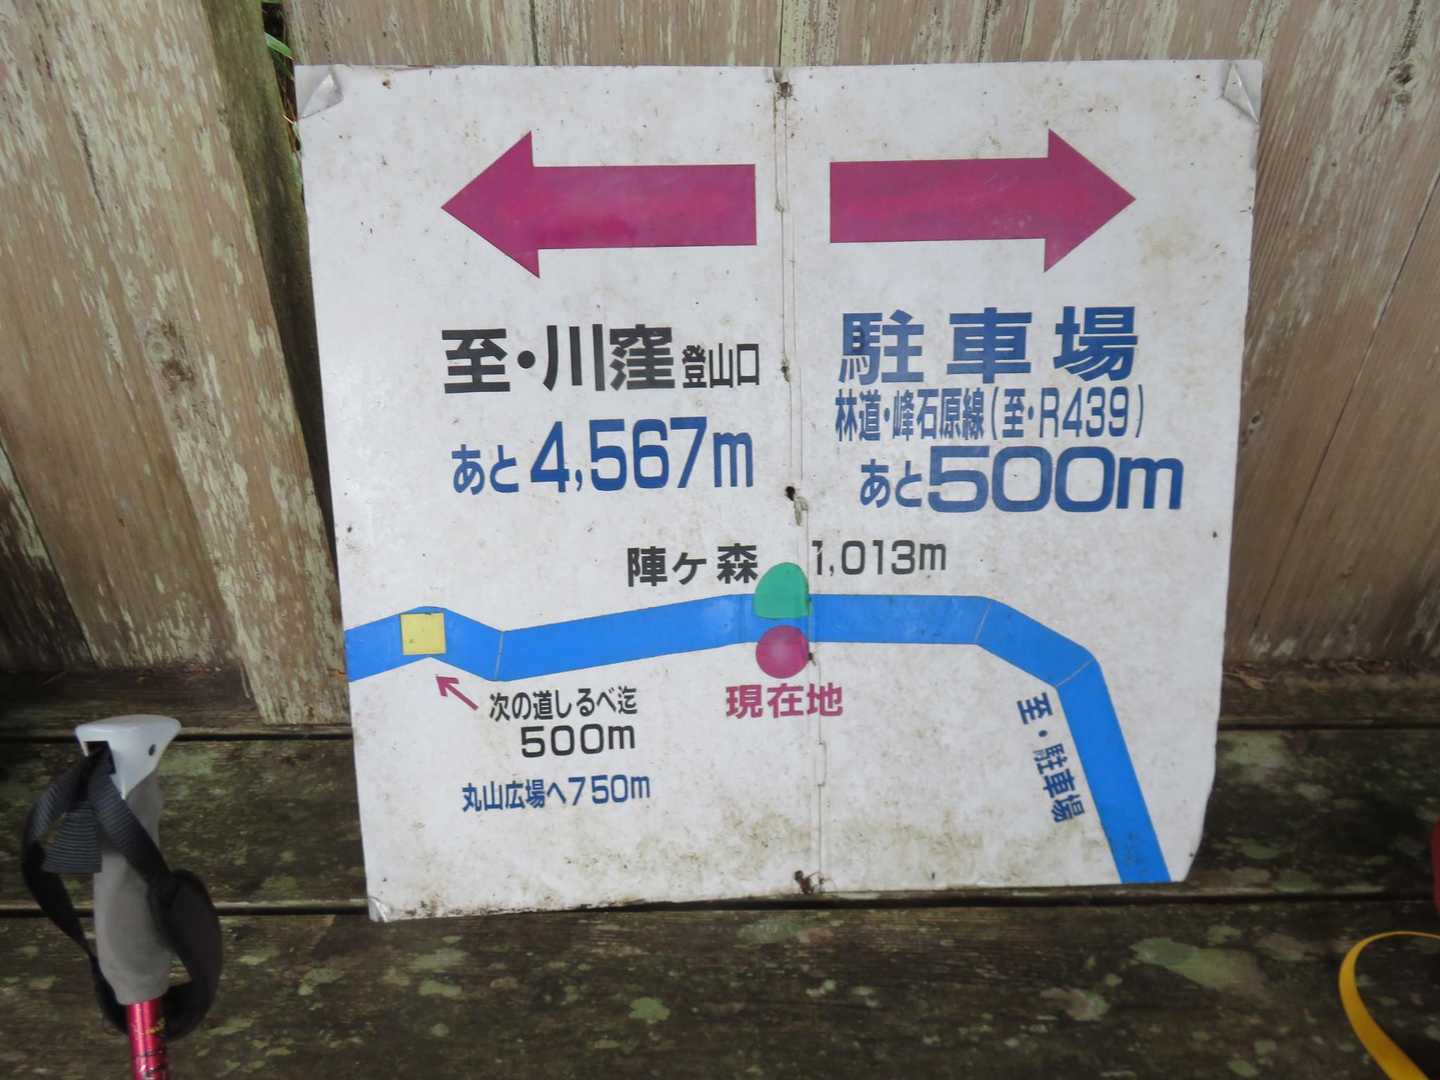 至・川窪登山口
あと4,567m
駐車場
林道・峰石原線(至・R439)
あと500m
陣ヶ森 1,013m
現在地
次の道しるべ迄
500m
丸山広場へ750m
至・駐車場